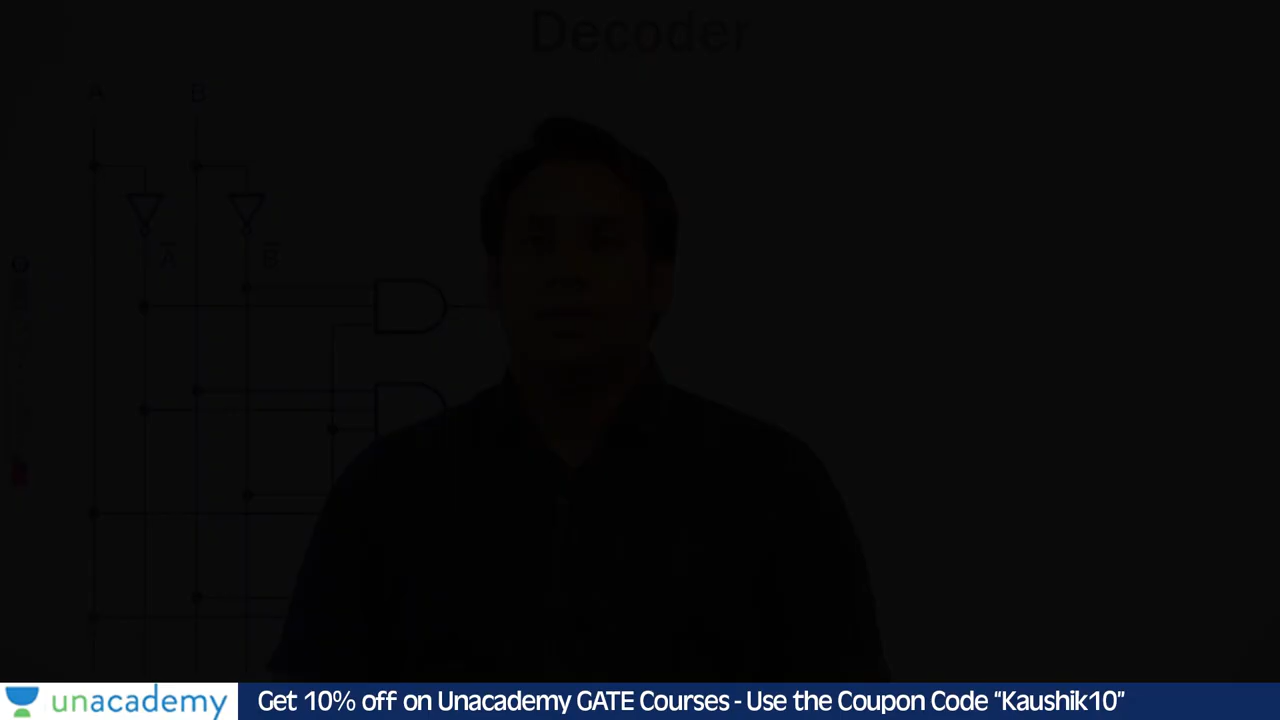 Decoder
A B
A̅ B̅
unacademy Get 10% off on Unacademy GATE Courses - Use the Coupon Code “Kaushik10”